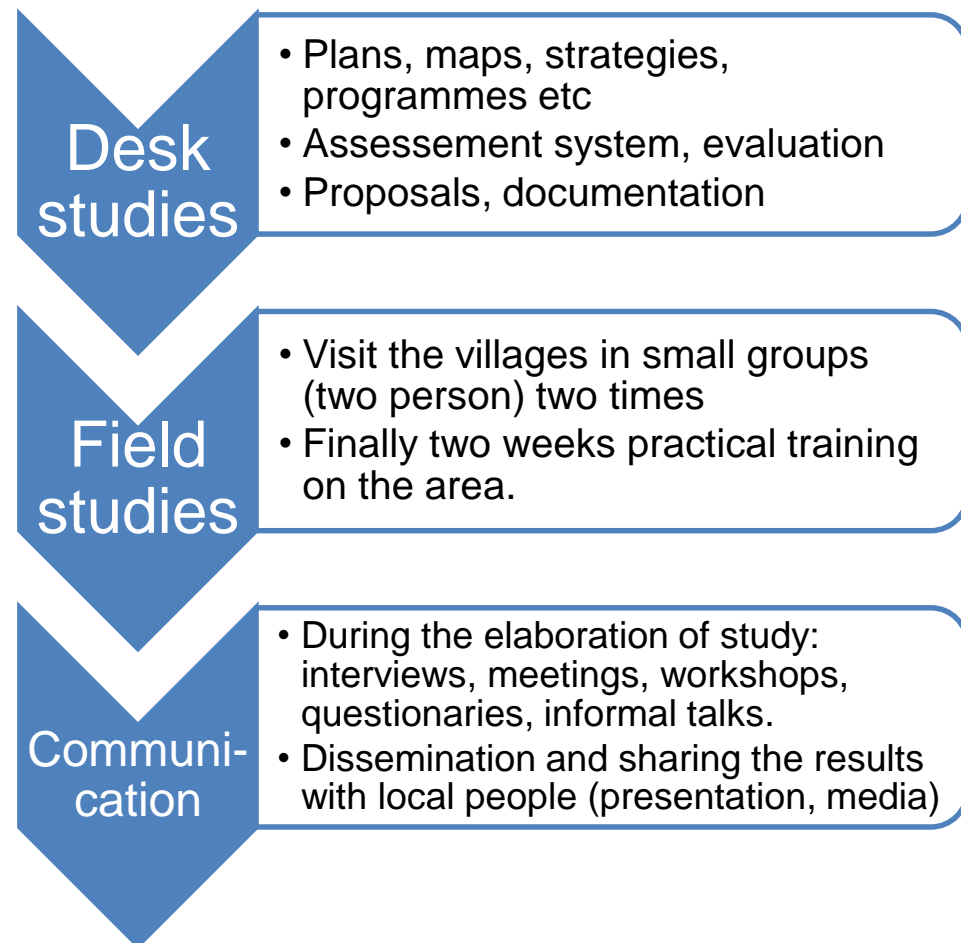 Desk
studies
• Plans, maps, strategies,
programmes etc
• Assessement system, evaluation
• Proposals, documentation
Field
studies
• Visit the villages in small groups
(two person) two times
• Finally two weeks practical training
on the area.
Communi-
cation
• During the elaboration of study:
interviews, meetings, workshops,
questionaries, informal talks.
• Dissemination and sharing the results
with local people (presentation, media)